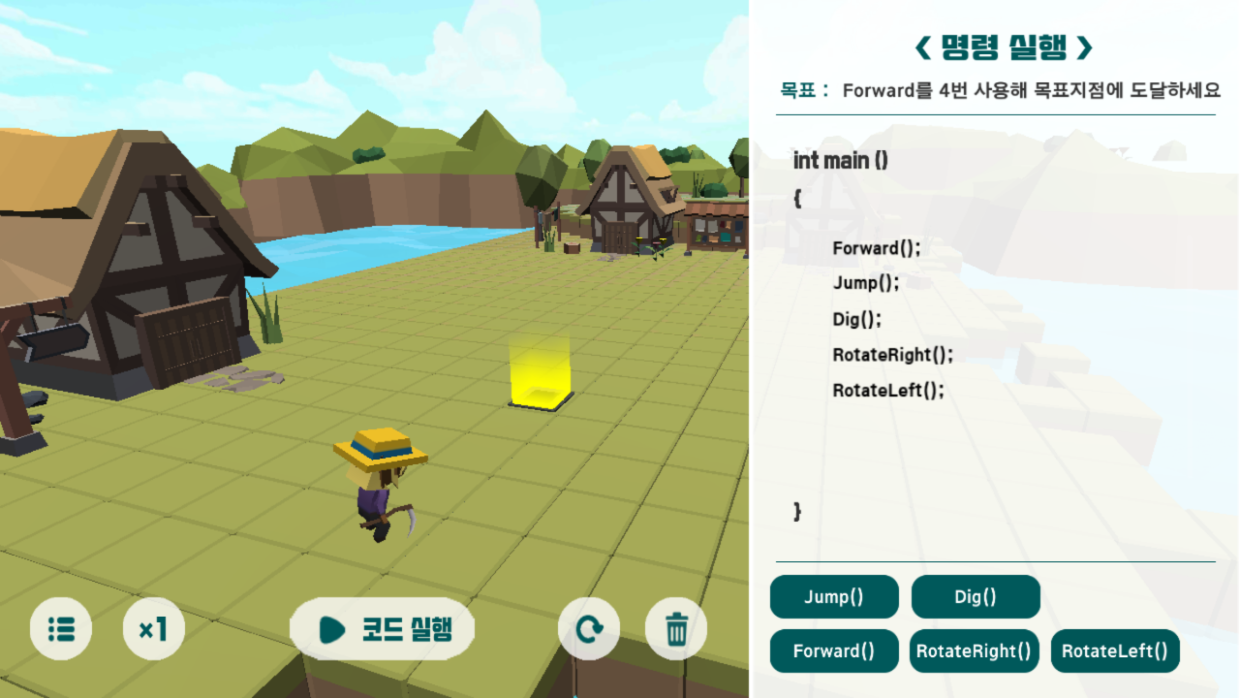 ❮ 명령 실행 ❯
목표 : Forward를 4번 사용해 목표지점에 도달하세요
int main ()
{
Forward();
Jump();
Dig();
RotateRight();
RotateLeft();
}
Jump() Dig()
Forward() RotateRight() RotateLeft()
×1 코드 실행